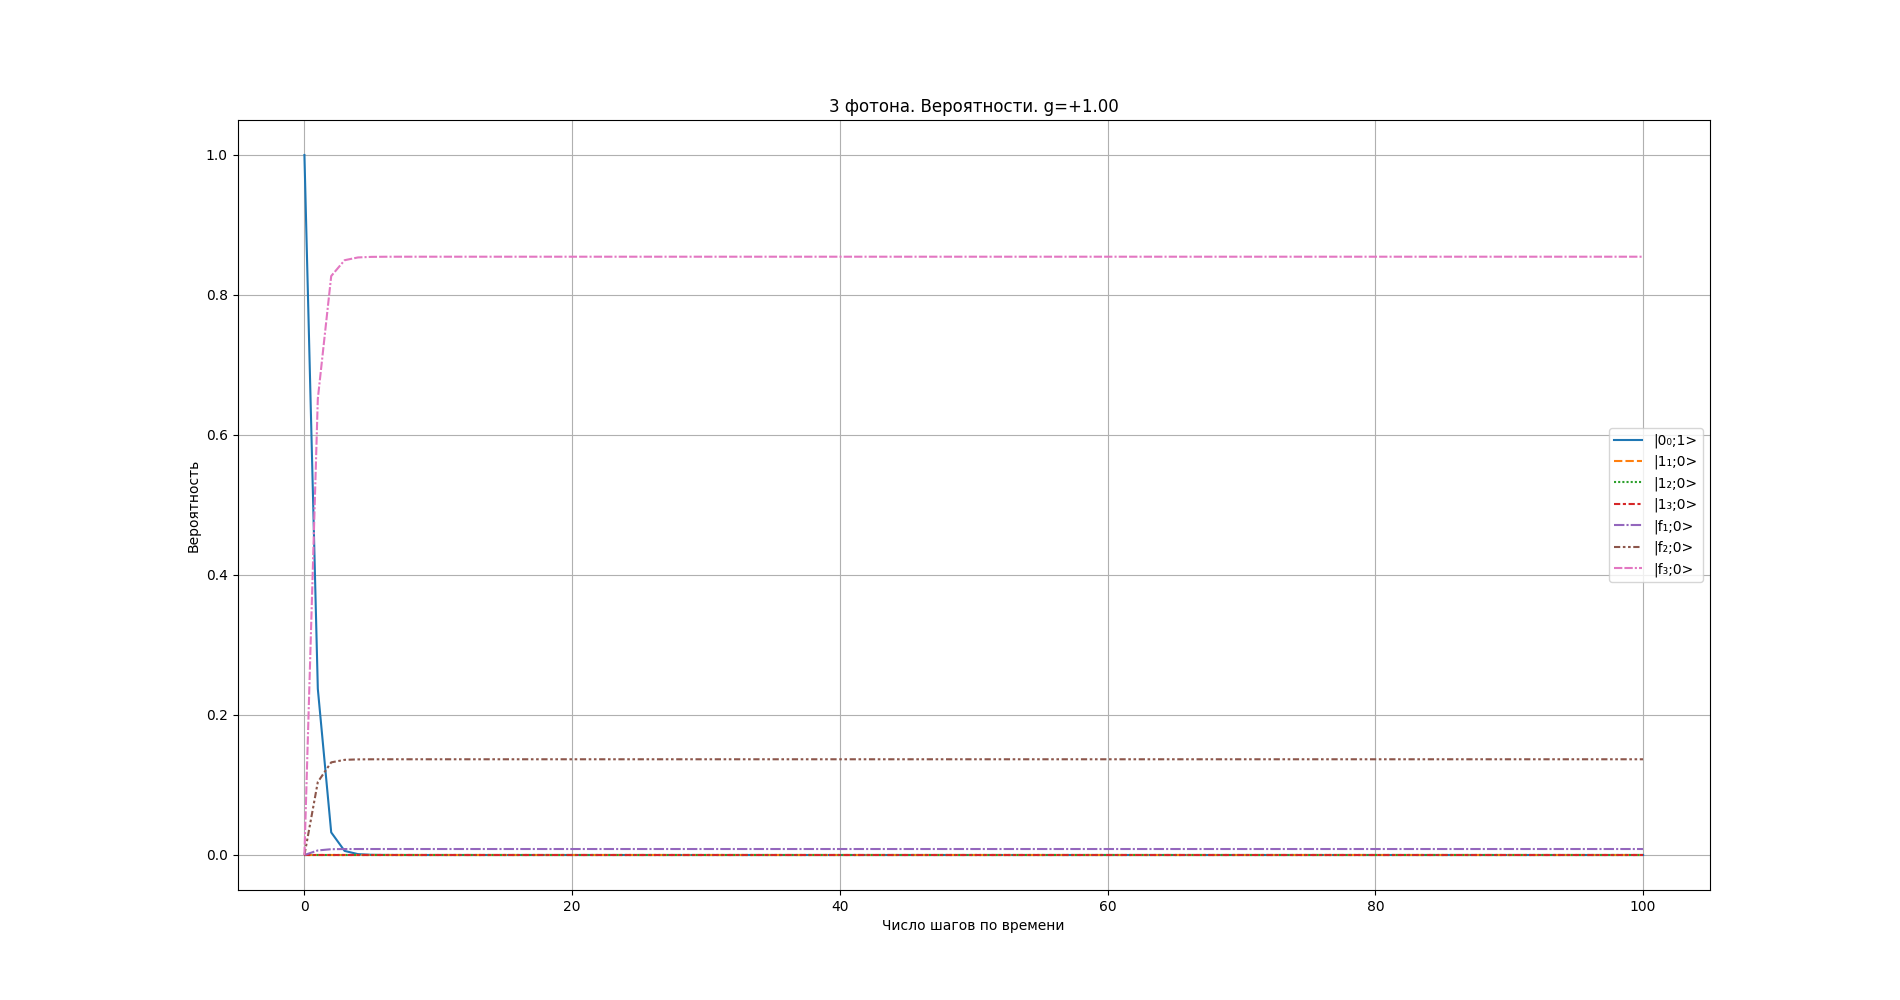 3 фотона. Вероятности. g=+1.00
1.0
0.8
0.6
0.4
0.2
0.0
Вероятность
|0₀;1>
|1₁;0>
|1₂;0>
|1₃;0>
|f₁;0>
|f₂;0>
|f₃;0>
0 20 40 60 80 100
Число шагов по времени